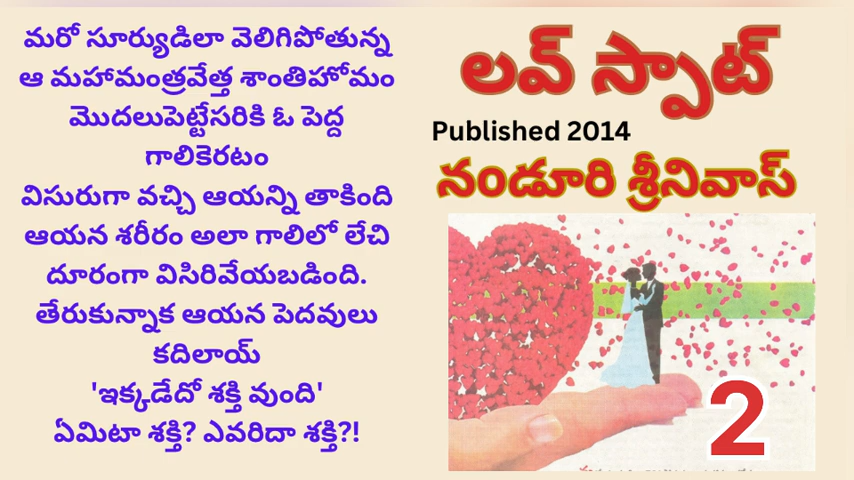 మరో సూర్యుడిలా వెలిగిపోతున్న
ఆ మహామంత్రవేత్త శాంతిహోమం
మొదలుపెట్టేసరికి ఓ పెద్ద
గాలికెరటం
విసురుగా వచ్చి ఆయన్ని తాకింది
ఆయన శరీరం అలా గాలిలో లేచి
దూరంగా విసిరివేయబడింది.
తేరుకున్నాక ఆయన పెదవులు
కదిలాయ్
'ఇక్కడేదో శక్తి వుంది'
ఏమిటా శక్తి? ఎవరిదా శక్తి?!
లవ్ స్పాట్
Published 2014
నండూరి శ్రీనివాస్
2